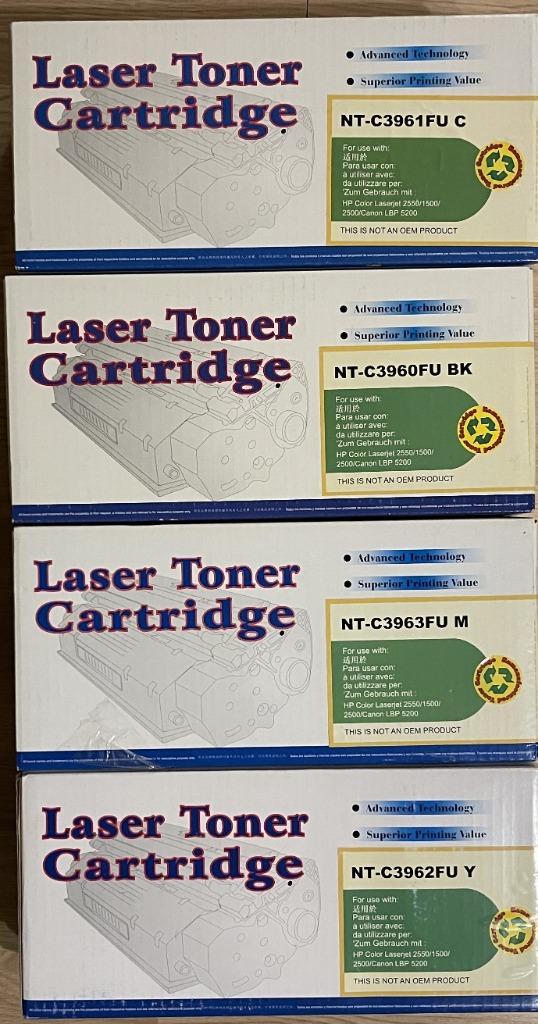 Laser Toner
Cartridge
Advanced Technology
Superior Printing Value
NT-C3961FU C
For use with:
适用於
Para usar con:
à utiliser avec:
da utilizzare per:
'Zum Gebrauch mit :
HP Color Laserjet 2550/1500/
2500/Canon LBP 5200
THIS IS NOT AN OEM PRODUCT
Laser Toner
Cartridge
Advanced Technology
Superior Printing Value
NT-C3960FU BK
For use with:
适用於
Para usar con:
à utiliser avec:
da utilizzare per:
'Zum Gebrauch mit :
HP Color Laserjet 2550/1500/
2500/Canon LBP 5200
THIS IS NOT AN OEM PRODUCT
Laser Toner
Cartridge
Advanced Technology
Superior Printing Value
NT-C3963FU M
For use with:
适用於
Para usar con:
à utiliser avec:
da utilizzare per:
'Zum Gebrauch mit :
HP Color Laserjet 2550/1500/
2500/Canon LBP 5200
THIS IS NOT AN OEM PRODUCT
Laser Toner
Cartridge
Advanced Technology
Superior Printing Value
NT-C3962FU Y
For use with:
适用於
Para usar con:
à utiliser avec:
da utilizzare per:
'Zum Gebrauch mit :
HP Color Laserjet 2550/1500/
2500/Canon LBP 5200
THIS IS NOT AN OEM PRODUCT